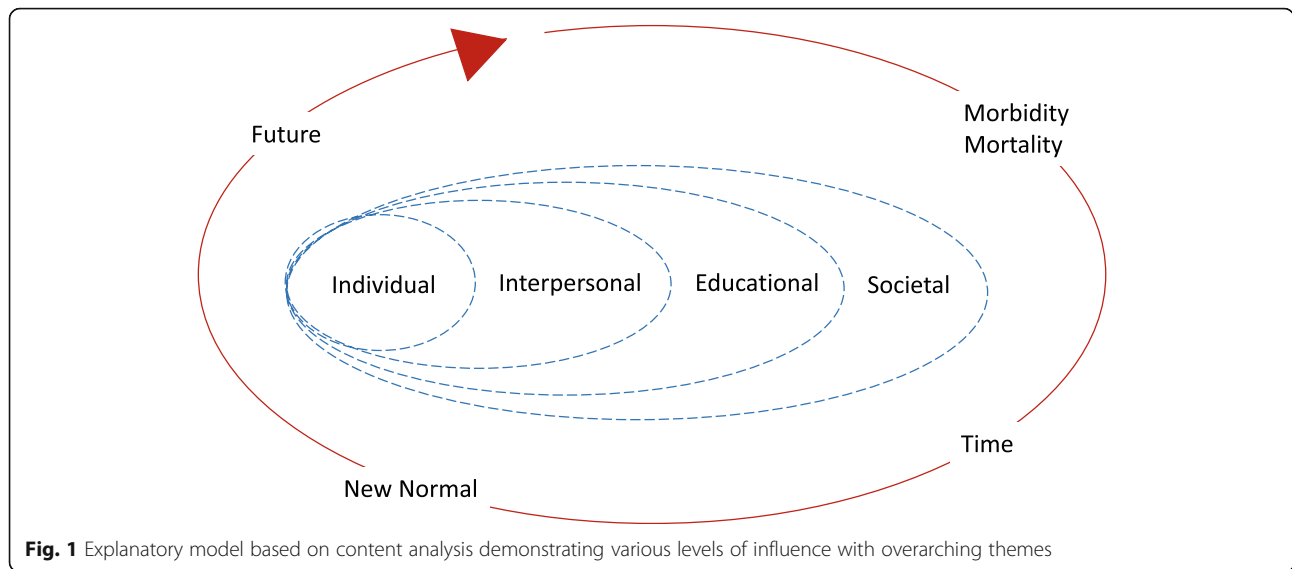 Morbidity
Mortality
Future
Individual
Interpersonal
Educational
Societal
Time
New Normal
Fig. 1 Explanatory model based on content analysis demonstrating various levels of influence with overarching themes